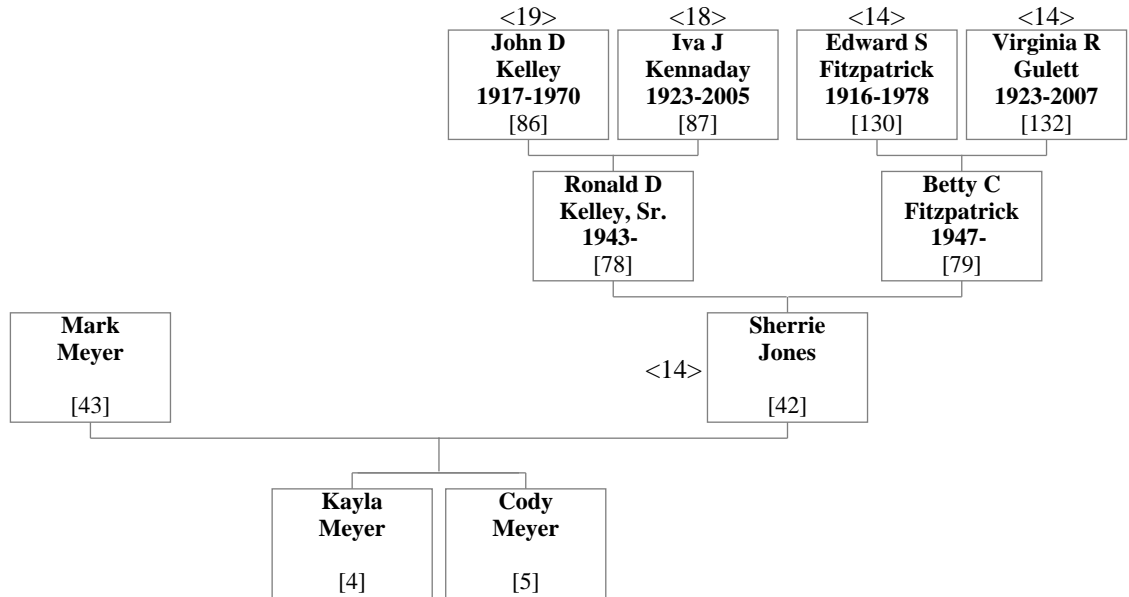 <19>
<18>
<14>
<14>
John D
Kelley
1917-1970
[86]
Iva J
Kennaday
1923-2005
[87]
Edward S
Fitzpatrick
1916-1978
[130]
Virginia R
Gulett
1923-2007
[132]
Ronald D
Kelley, Sr.
1943-
[78]
Betty C
Fitzpatrick
1947-
[79]
Mark
Meyer
[43]
<14>
Sherrie
Jones
[42]
Kayla
Meyer
[4]
Cody
Meyer
[5]